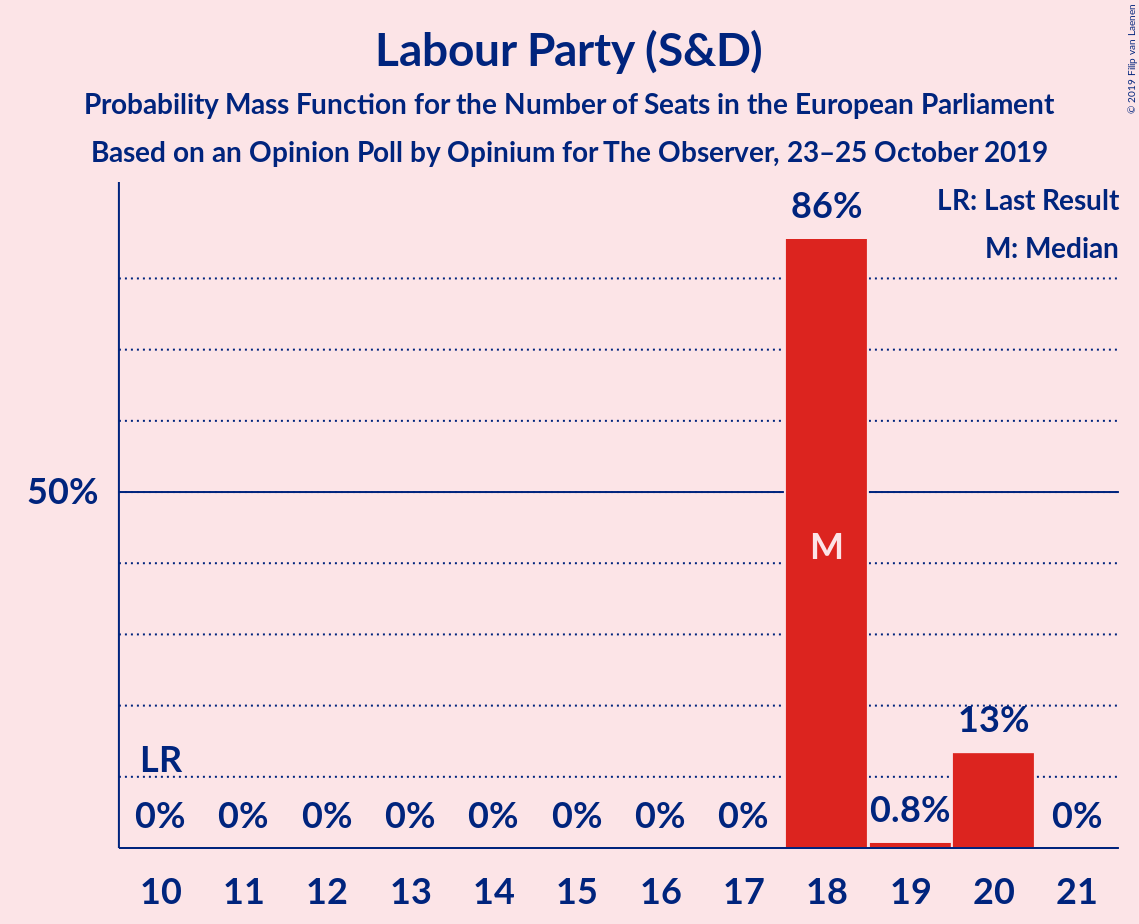 Labour Party (S&D)
Probability Mass Function for the Number of Seats in the European Parliament
Based on an Opinion Poll by Opinium for The Observer, 23–25 October 2019
© 2019 Filip van Laenen
LR: Last Result
M: Median
86%
50%
M
13%
LR
0% 0% 0% 0% 0% 0% 0% 0% 0.8% 0%
10 11 12 13 14 15 16 17 18 19 20 21